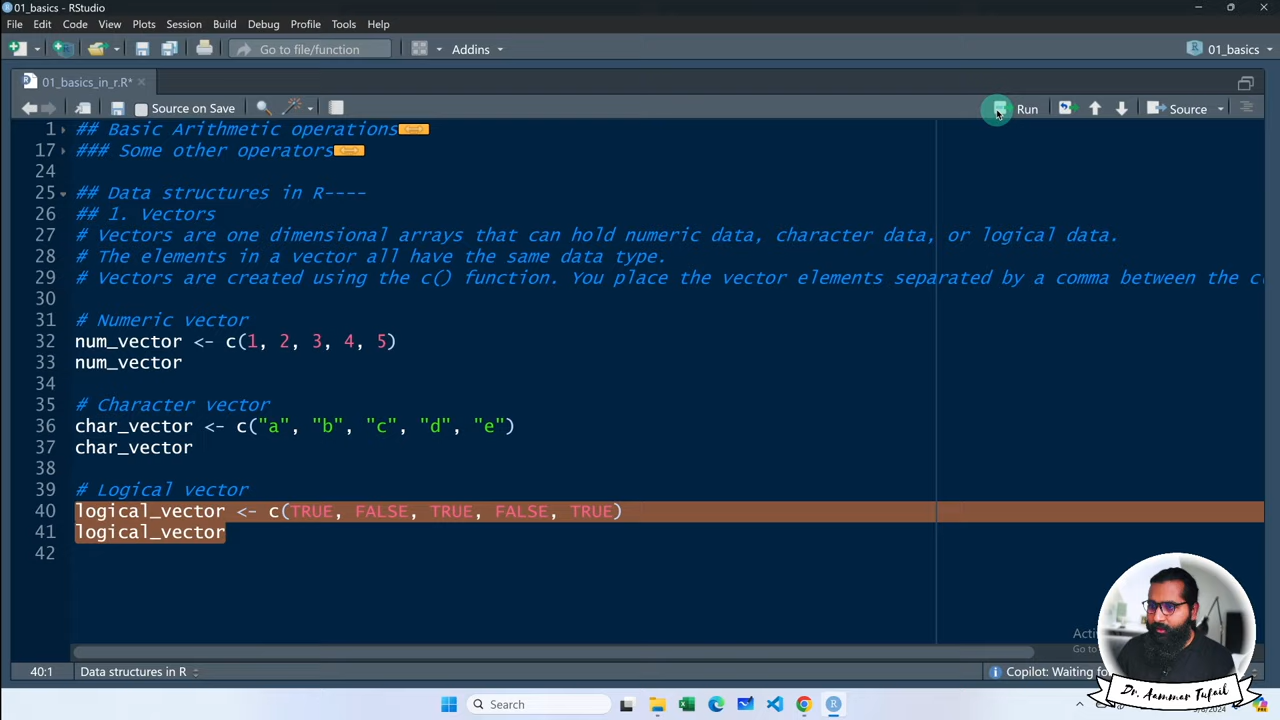 01_basics - RStudio
File Edit Code View Plots Session Build Debug Profile Tools Help
Go to file/function Addins 01_basics
01_basics_in_r.R*
Source on Save Run Source
1 ## Basic Arithmetic operations
17 ### Some other operators
24
25 ## Data structures in R----
26 ## 1. Vectors
27 # Vectors are one dimensional arrays that can hold numeric data, character data, or logical data.
28 # The elements in a vector all have the same data type.
29 # Vectors are created using the c() function. You place the vector elements separated by a comma between the
30
31 # Numeric vector
32 num_vector <- c(1, 2, 3, 4, 5)
33 num_vector
34
35 # Character vector
36 char_vector <- c("a", "b", "c", "d", "e")
37 char_vector
38
39 # Logical vector
40 logical_vector <- c(TRUE, FALSE, TRUE, FALSE, TRUE)
41 logical_vector
42
Go to
40:1 Data structures in R Copilot: Waiting
Dr. Aammar Tufail
Search